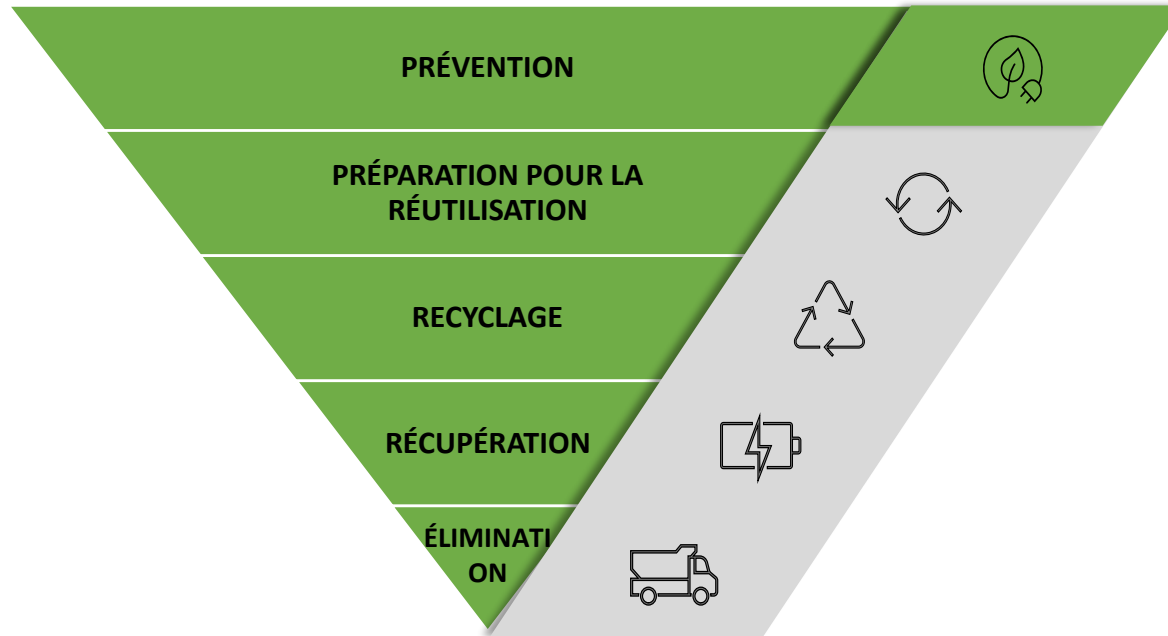 PRÉVENTION
PRÉPARATION POUR LA
RÉUTILISATION
RECYCLAGE
RÉCUPÉRATION
ÉLIMINATI
ON